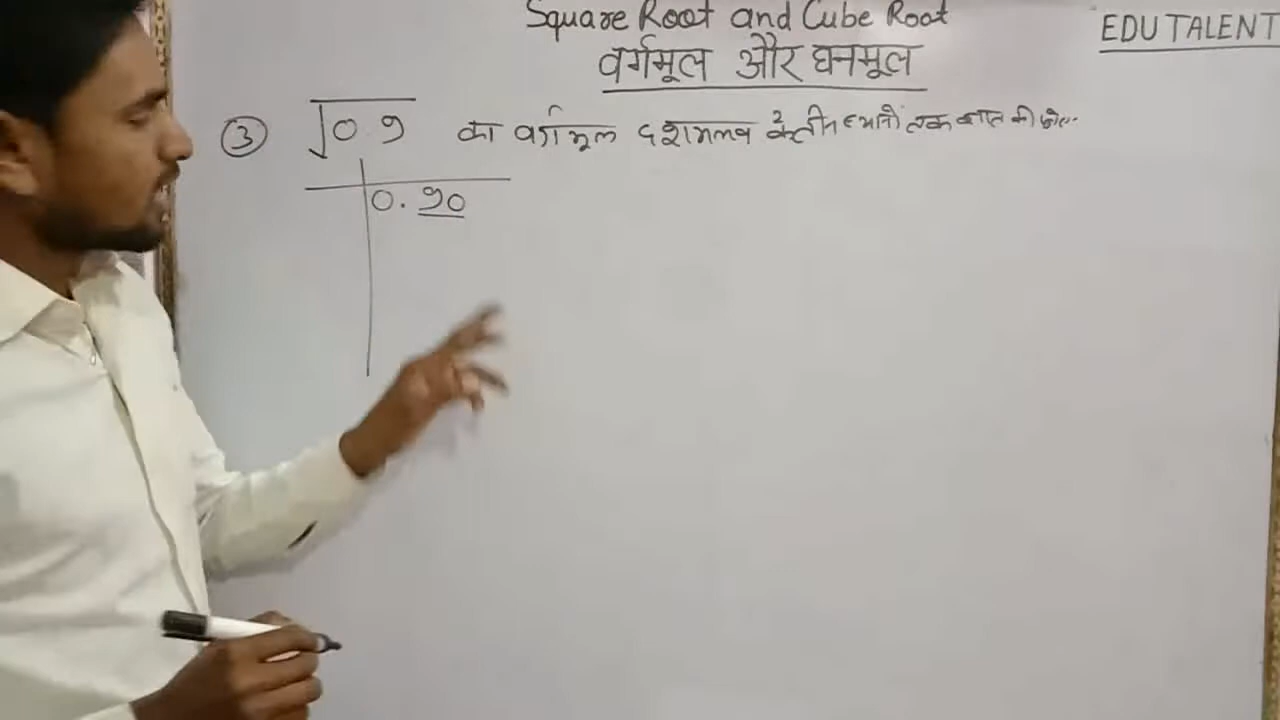 Square Root and Cube Root
EDU TALENT
वर्गमूल और घनमूल
③ √0.9 का वर्गमूल दशमलव के तीन स्थानों तक ज्ञात कीजिए
0.90